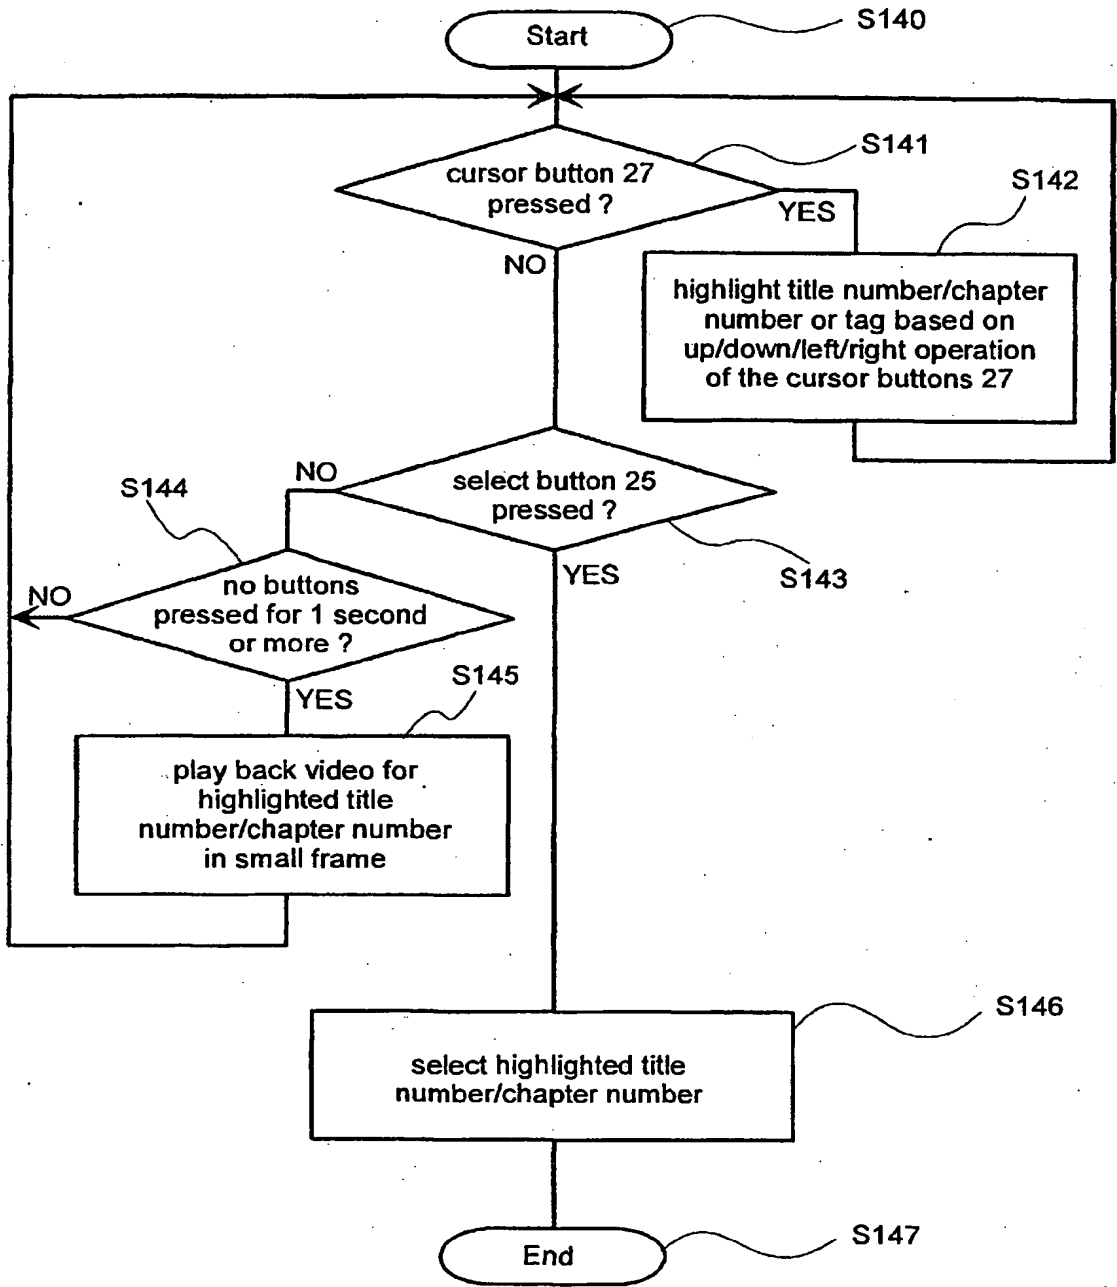 Start
S140
cursor button 27
pressed ?
S141
YES
S142
NO
highlight title number/chapter
number or tag based on
up/down/left/right operation
of the cursor buttons 27
NO
select button 25
pressed ?
S144
S143
YES
NO
no buttons
pressed for 1 second
or more ?
S145
YES
play back video for
highlighted title
number/chapter number
in small frame
S146
select highlighted title
number/chapter number
S147
End